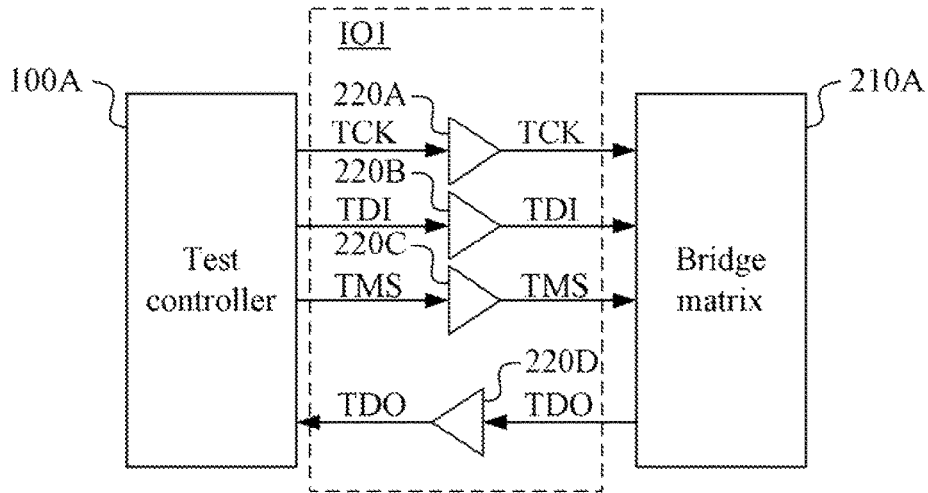 IO1
100A
210A
220A
TCK
TCK
220B
TDI
TDI
220C
TMS
TMS
Test
controller
Bridge
matrix
220D
TDO
TDO